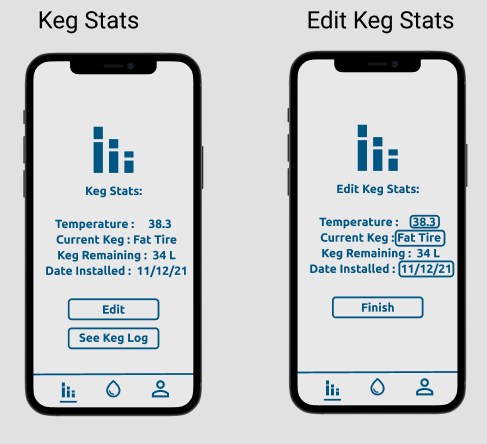 Keg Stats
Keg Stats:
Temperature : 38.3
Current Keg : Fat Tire
Keg Remaining : 34 L
Date Installed : 11/12/21
Edit
See Keg Log
Edit Keg Stats
Edit Keg Stats:
Temperature : 38.3
Current Keg : Fat Tire
Keg Remaining : 34 L
Date Installed : 11/12/21
Finish